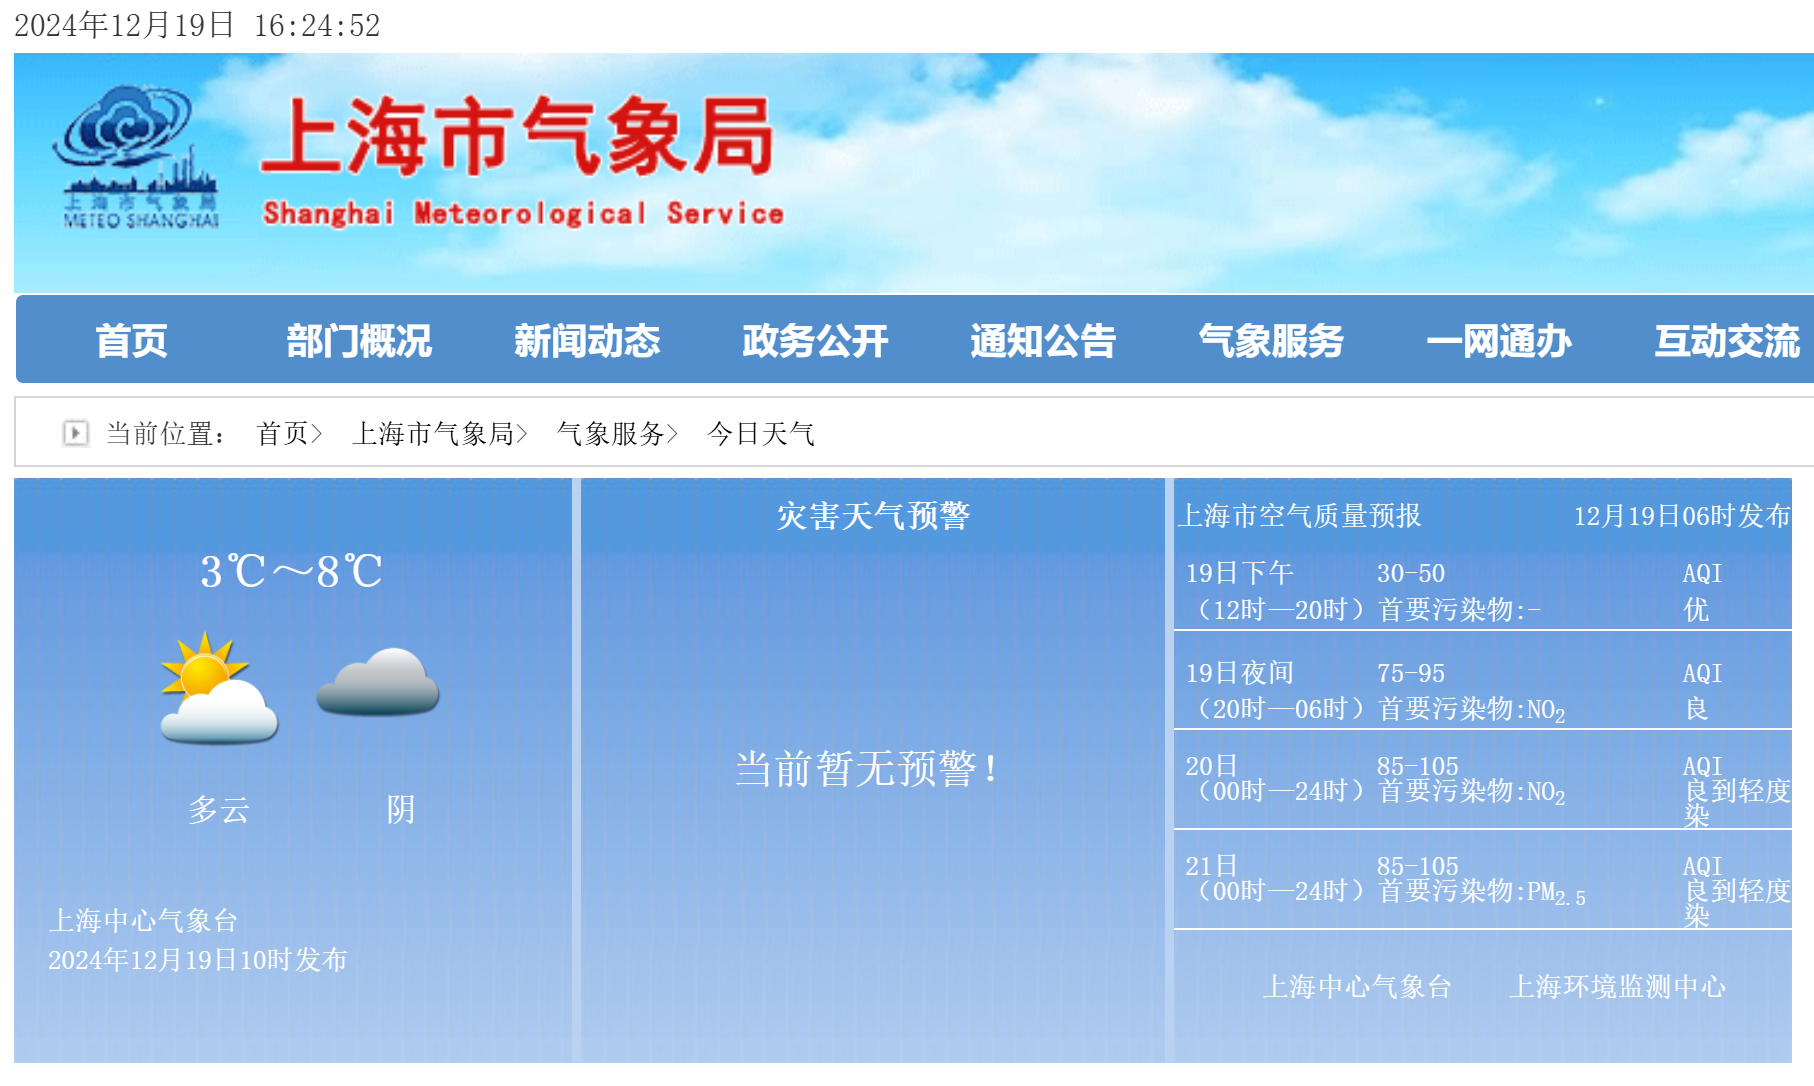 2024年12月19日 16:24:52
上海市气象局
METEO SHANGHAI
上海市气象局
Shanghai Meteorological Service
首页 部门概况 新闻动态 政务公开 通知公告 气象服务 一网通办 互动交流
当前位置： 首页> 上海市气象局> 气象服务> 今日天气
3℃～8℃
多云 阴
上海中心气象台
2024年12月19日10时发布
灾害天气预警
当前暂无预警！
上海市空气质量预报 12月19日06时发布
19日下午 30-50 AQI
（12时—20时）首要污染物:- 优
19日夜间 75-95 AQI
（20时—06时）首要污染物:NO2 良
20日 85-105 AQI
（00时—24时）首要污染物:NO2 良到轻度
染
21日 85-105 AQI
（00时—24时）首要污染物:PM2.5 良到轻度
染
上海中心气象台 上海环境监测中心